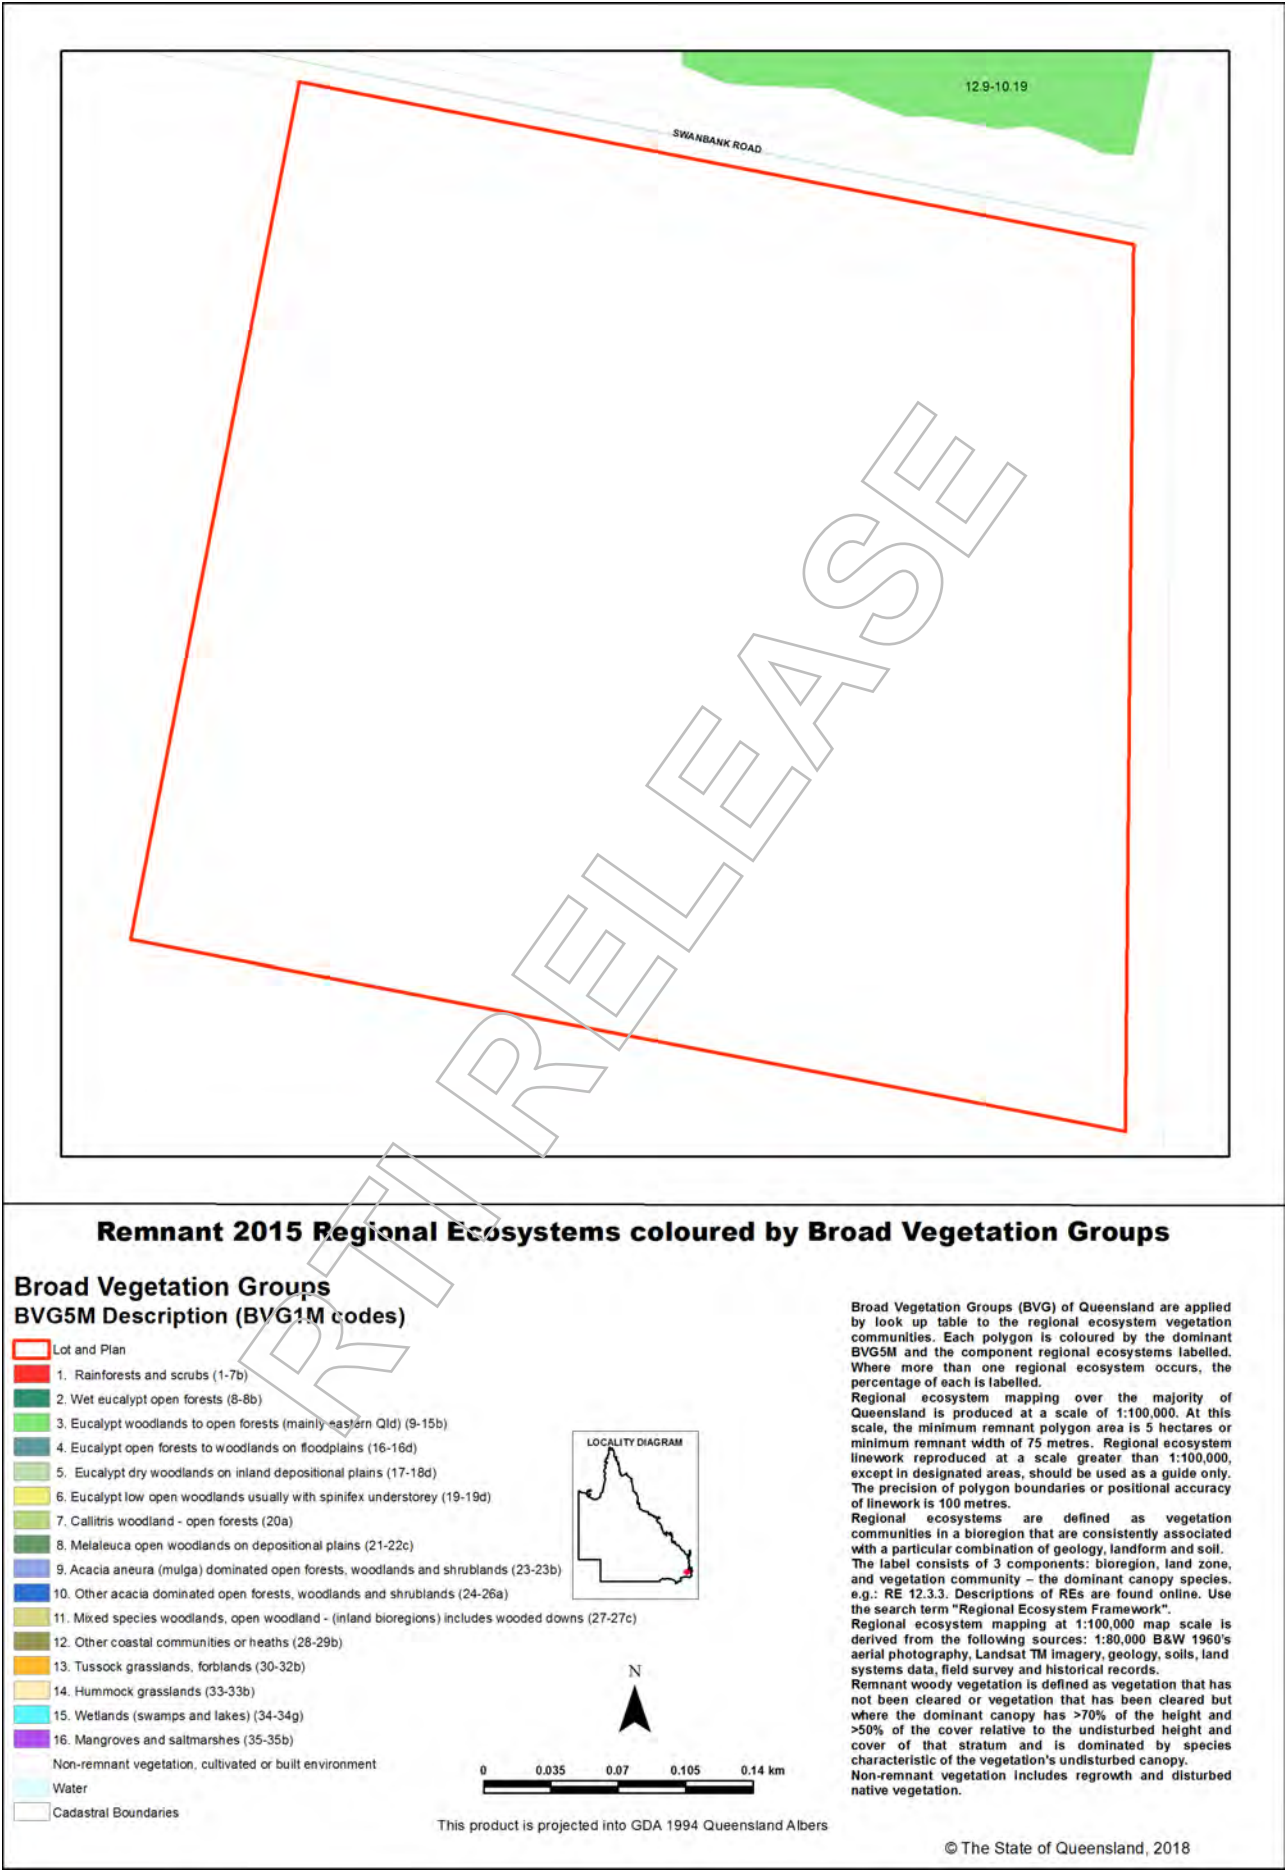 12.9-10.19
SWANBANK ROAD
RTI RELEASE
Remnant 2015 Regional Ecosystems coloured by Broad Vegetation Groups
Broad Vegetation Groups
BVG5M Description (BVG1M codes)
Lot and Plan
1. Rainforests and scrubs (1-7b)
2. Wet eucalypt open forests (8-8b)
3. Eucalypt woodlands to open forests (mainly eastern Qld) (9-15b)
4. Eucalypt open forests to woodlands on floodplains (16-16d)
5. Eucalypt dry woodlands on inland depositional plains (17-18d)
6. Eucalypt low open woodlands usually with spinifex understorey (19-19d)
7. Callitris woodland - open forests (20a)
8. Melaleuca open woodlands on depositional plains (21-22c)
9. Acacia aneura (mulga) dominated open forests, woodlands and shrublands (23-23b)
10. Other acacia dominated open forests, woodlands and shrublands (24-26a)
11. Mixed species woodlands, open woodland - (inland bioregions) includes wooded downs (27-27c)
12. Other coastal communities or heaths (28-29b)
13. Tussock grasslands, forblands (30-32b)
14. Hummock grasslands (33-33b)
15. Wetlands (swamps and lakes) (34-34g)
16. Mangroves and saltmarshes (35-35b)
Non-remnant vegetation, cultivated or built environment
Water
Cadastral Boundaries
LOCALITY DIAGRAM
N
0 0.035 0.07 0.105 0.14 km
This product is projected into GDA 1994 Queensland Albers
Broad Vegetation Groups (BVG) of Queensland are applied
by look up table to the regional ecosystem vegetation
communities. Each polygon is coloured by the dominant
BVG5M and the component regional ecosystems labelled.
Where more than one regional ecosystem occurs, the
percentage of each is labelled.
Regional ecosystem mapping over the majority of
Queensland is produced at a scale of 1:100,000. At this
scale, the minimum remnant polygon area is 5 hectares or
minimum remnant width of 75 metres. Regional ecosystem
linework reproduced at a scale greater than 1:100,000,
except in designated areas, should be used as a guide only.
The precision of polygon boundaries or positional accuracy
of linework is 100 metres.
Regional ecosystems are defined as vegetation
communities in a bioregion that are consistently associated
with a particular combination of geology, landform and soil.
The label consists of 3 components: bioregion, land zone,
and vegetation community – the dominant canopy species.
e.g.: RE 12.3.3. Descriptions of REs are found online. Use
the search term "Regional Ecosystem Framework".
Regional ecosystem mapping at 1:100,000 map scale is
derived from the following sources: 1:80,000 B&W 1960's
aerial photography, Landsat TM imagery, geology, soils, land
systems data, field survey and historical records.
Remnant woody vegetation is defined as vegetation that has
not been cleared or vegetation that has been cleared but
where the dominant canopy has >70% of the height and
>50% of the cover relative to the undisturbed height and
cover of that stratum and is dominated by species
characteristic of the vegetation's undisturbed canopy.
Non-remnant vegetation includes regrowth and disturbed
native vegetation.
© The State of Queensland, 2018